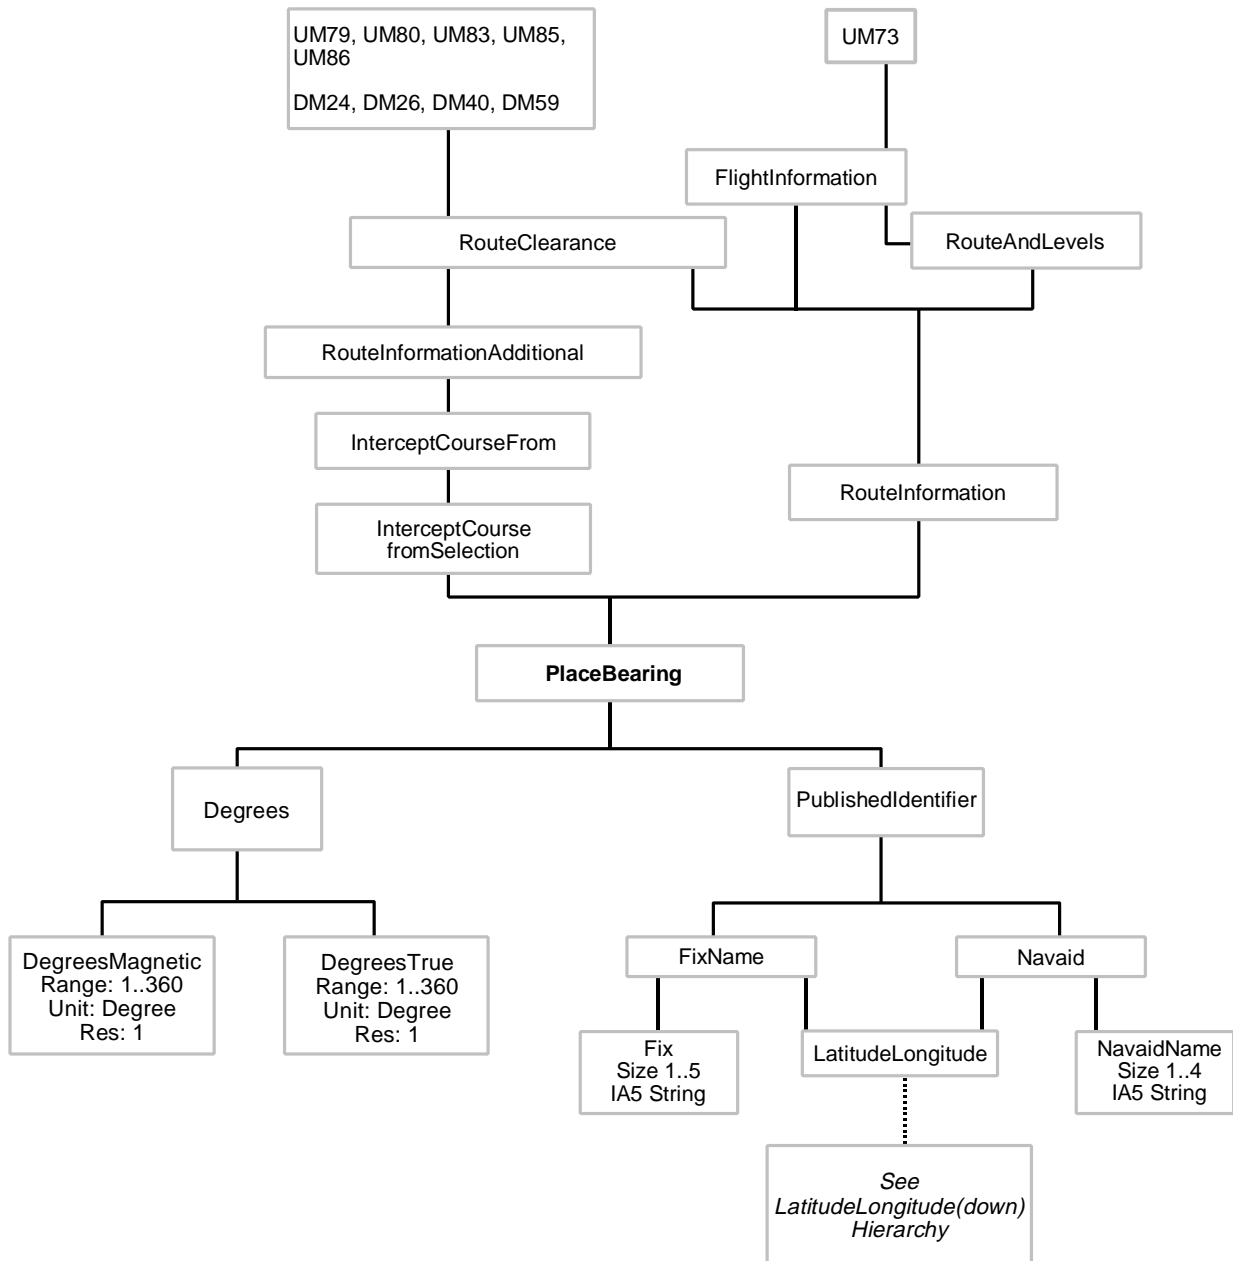 UM79, UM80, UM83, UM85,
UM86
DM24, DM26, DM40, DM59
UM73
FlightInformation
RouteClearance
RouteAndLevels
RouteInformationAdditional
InterceptCourseFrom
RouteInformation
InterceptCourse
fromSelection
PlaceBearing
Degrees
PublishedIdentifier
DegreesMagnetic
Range: 1..360
Unit: Degree
Res: 1
DegreesTrue
Range: 1..360
Unit: Degree
Res: 1
FixName
Navaid
Fix
Size 1..5
IA5 String
LatitudeLongitude
NavaidName
Size 1..4
IA5 String
See
LatitudeLongitude(down)
Hierarchy